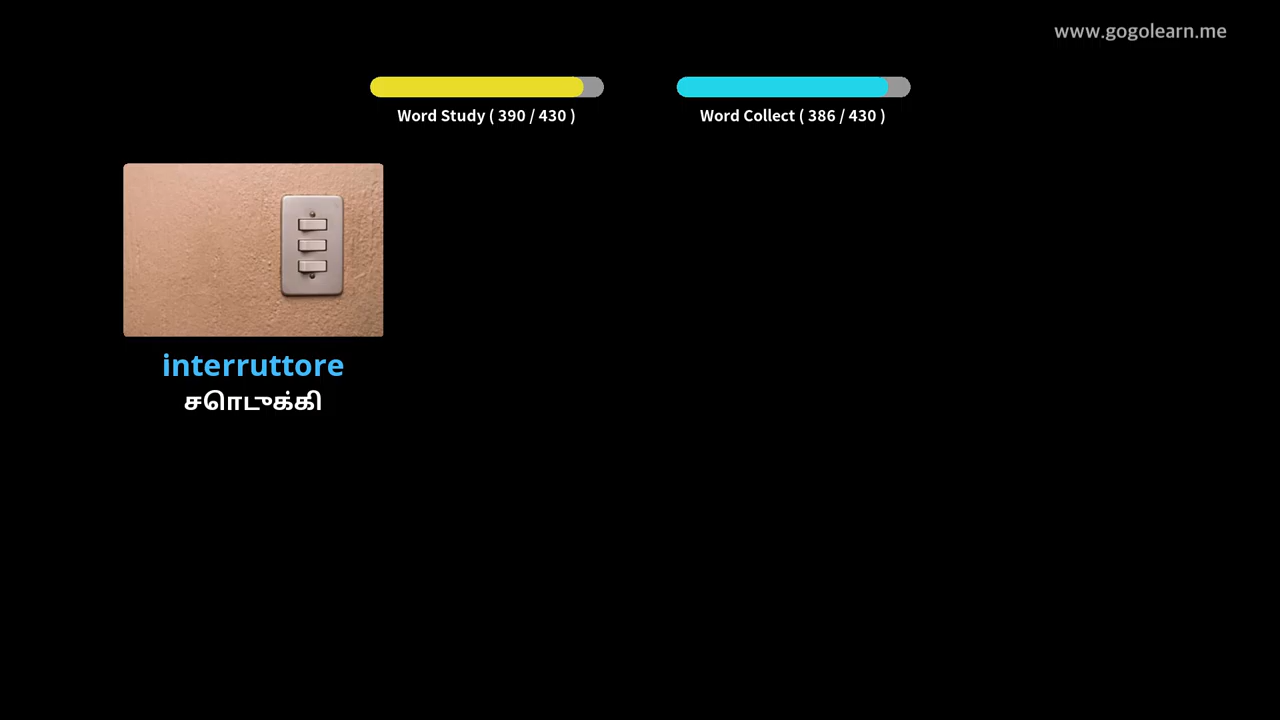 www.gogolearn.me
Word Study ( 390 / 430 )
Word Collect ( 386 / 430 )
interruttore
சொடுக்கி